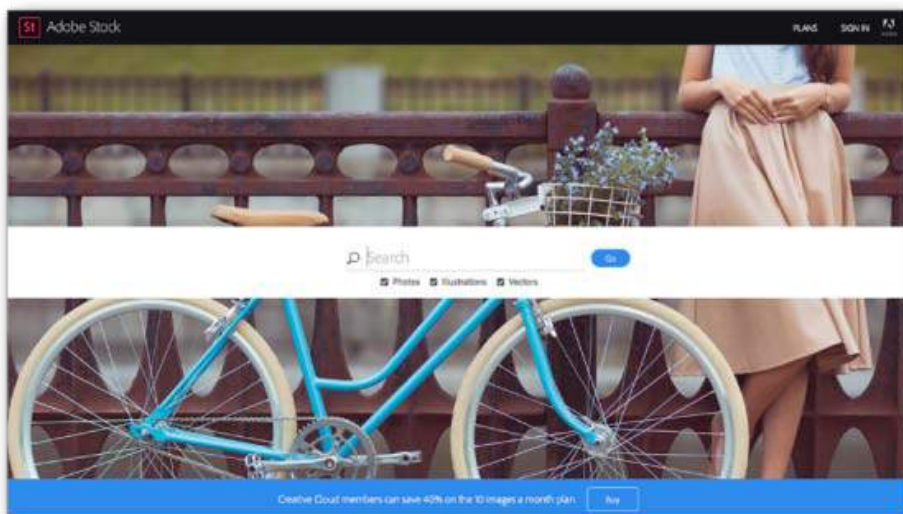 St Adobe Stock
PLANS SIGN IN
Search Go
Photos Illustrations Vectors
Creative Cloud members can save 40% on the 10 images a month plan. Buy